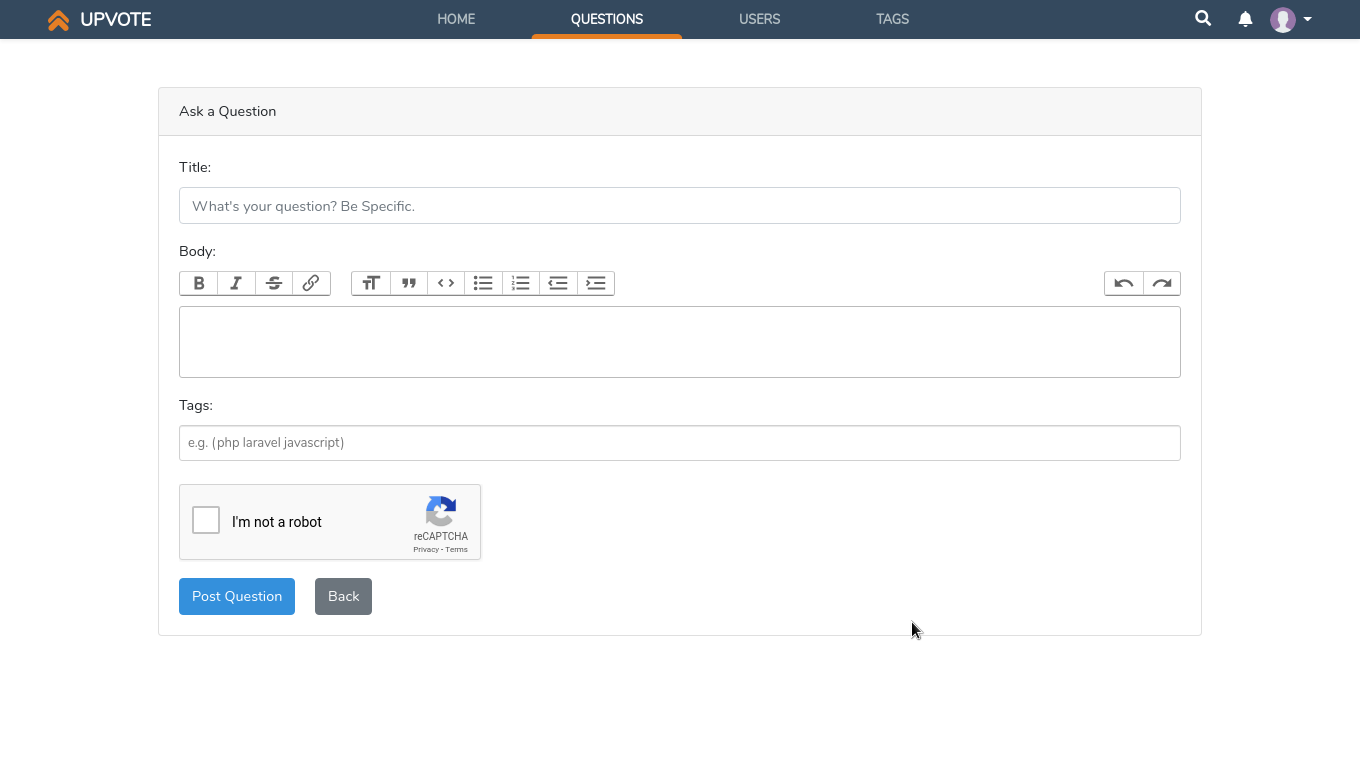 UPVOTE HOME QUESTIONS USERS TAGS
Ask a Question
Title:
What's your question? Be Specific.
Body:
Tags:
e.g. (php laravel javascript)
I'm not a robot
reCAPTCHA
Privacy - Terms
Post Question Back